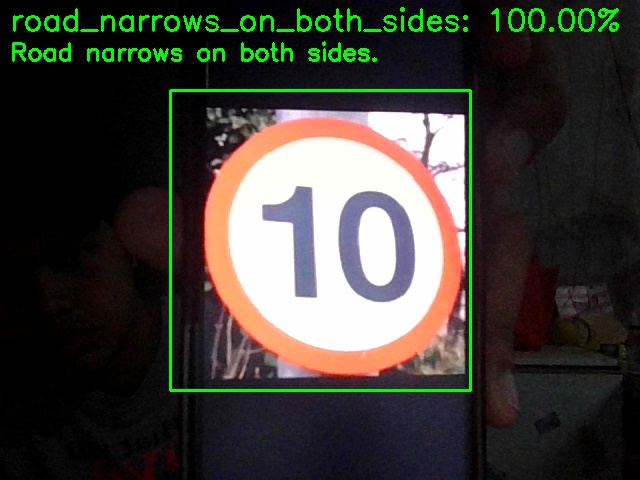 road_narrows_on_both_sides: 100.00%
Road narrows on both sides.
10